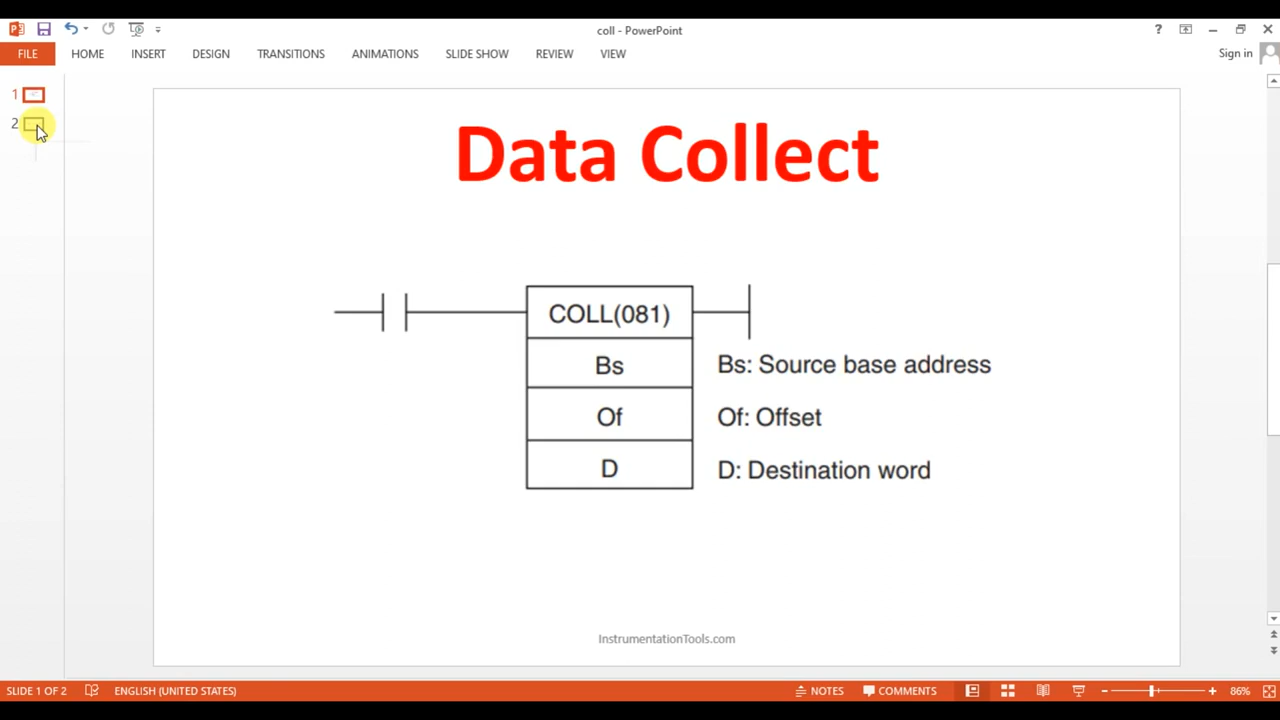 coll - PowerPoint
?
FILE HOME INSERT DESIGN TRANSITIONS ANIMATIONS SLIDE SHOW REVIEW VIEW
Sign in
1
2
Data Collect
COLL(081)
Bs
Bs: Source base address
Of
Of: Offset
D
D: Destination word
InstrumentationTools.com
SLIDE 1 OF 2 ENGLISH (UNITED STATES) NOTES COMMENTS 86%